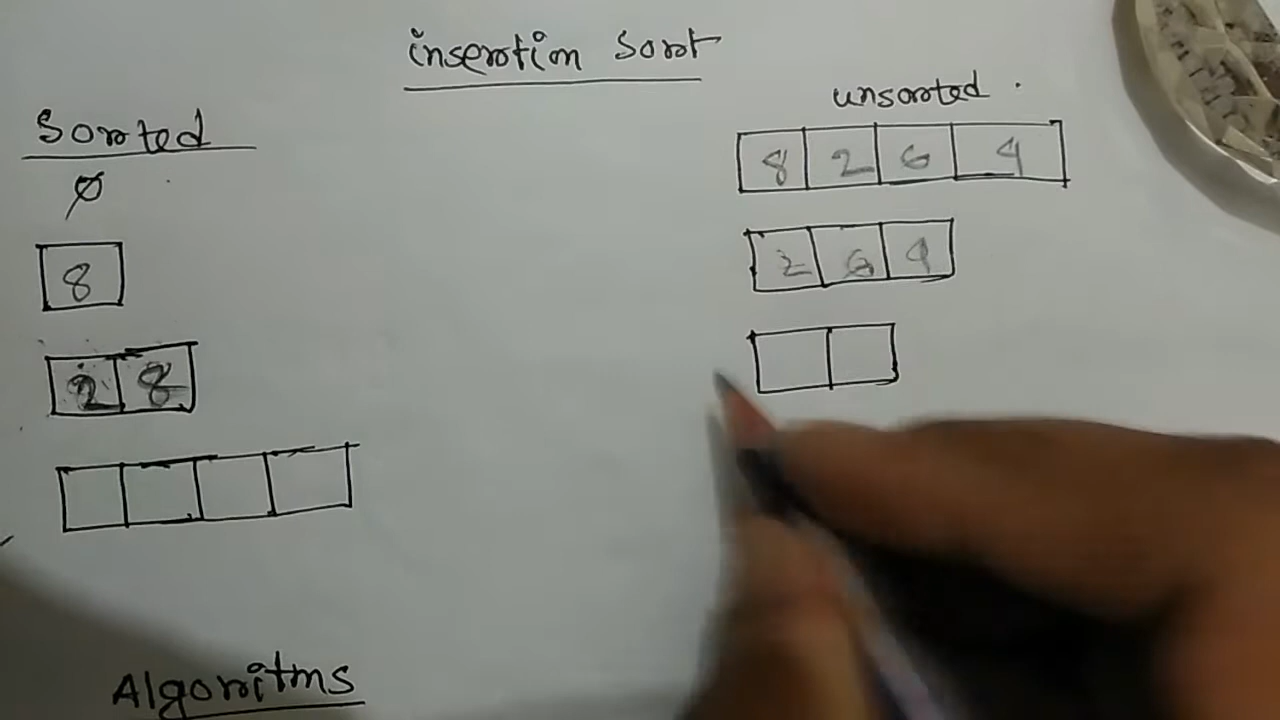 insertion Sort
unsorted .
Sorted
8 2 6 4
ø
2 6 4
8
2 8
Algoritms